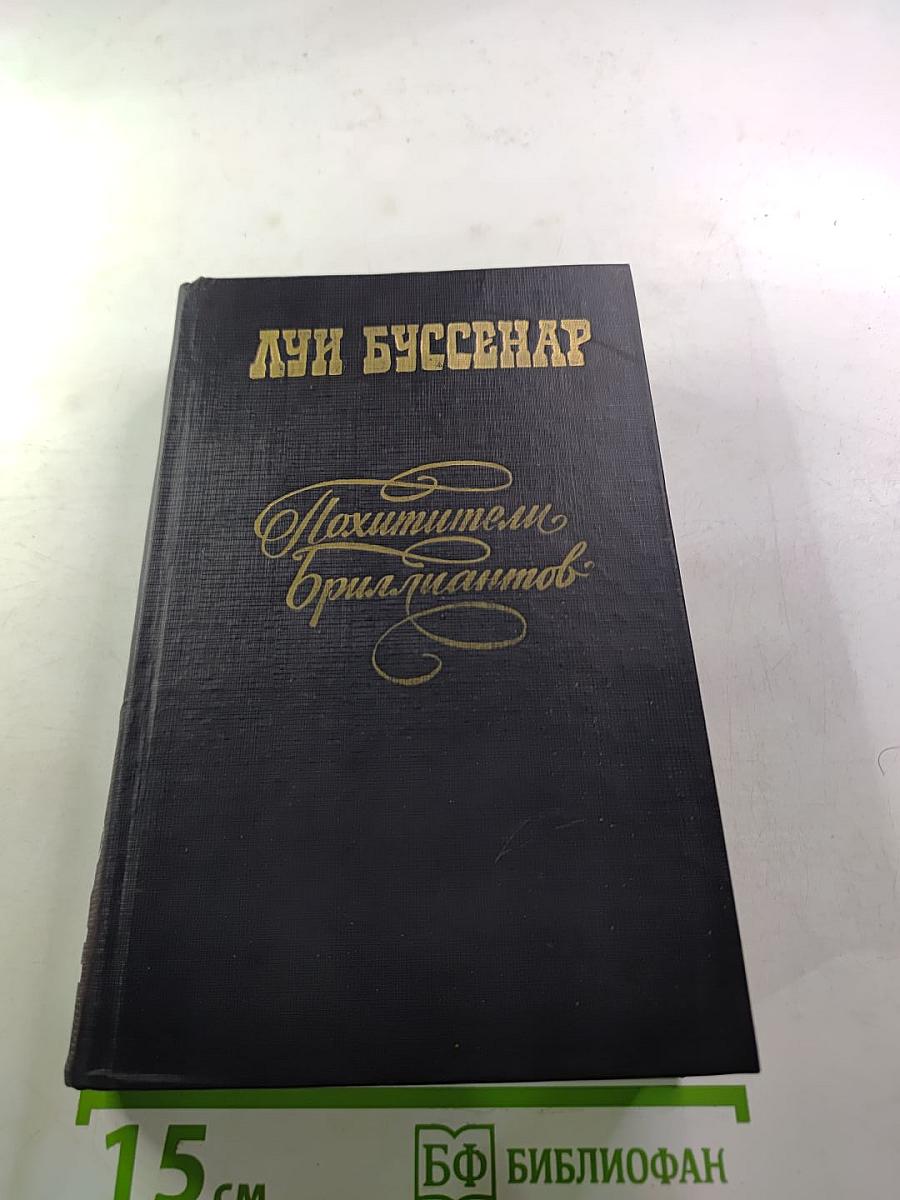 ЛУИ БУССЕНАР
Похитители
Бриллиантов
15 см
БФ БИБЛИОФАН